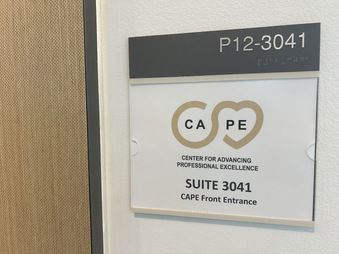 P12-3041
CA PE
CENTER FOR ADVANCING
PROFESSIONAL EXCELLENCE
SUITE 3041
CAPE Front Entrance